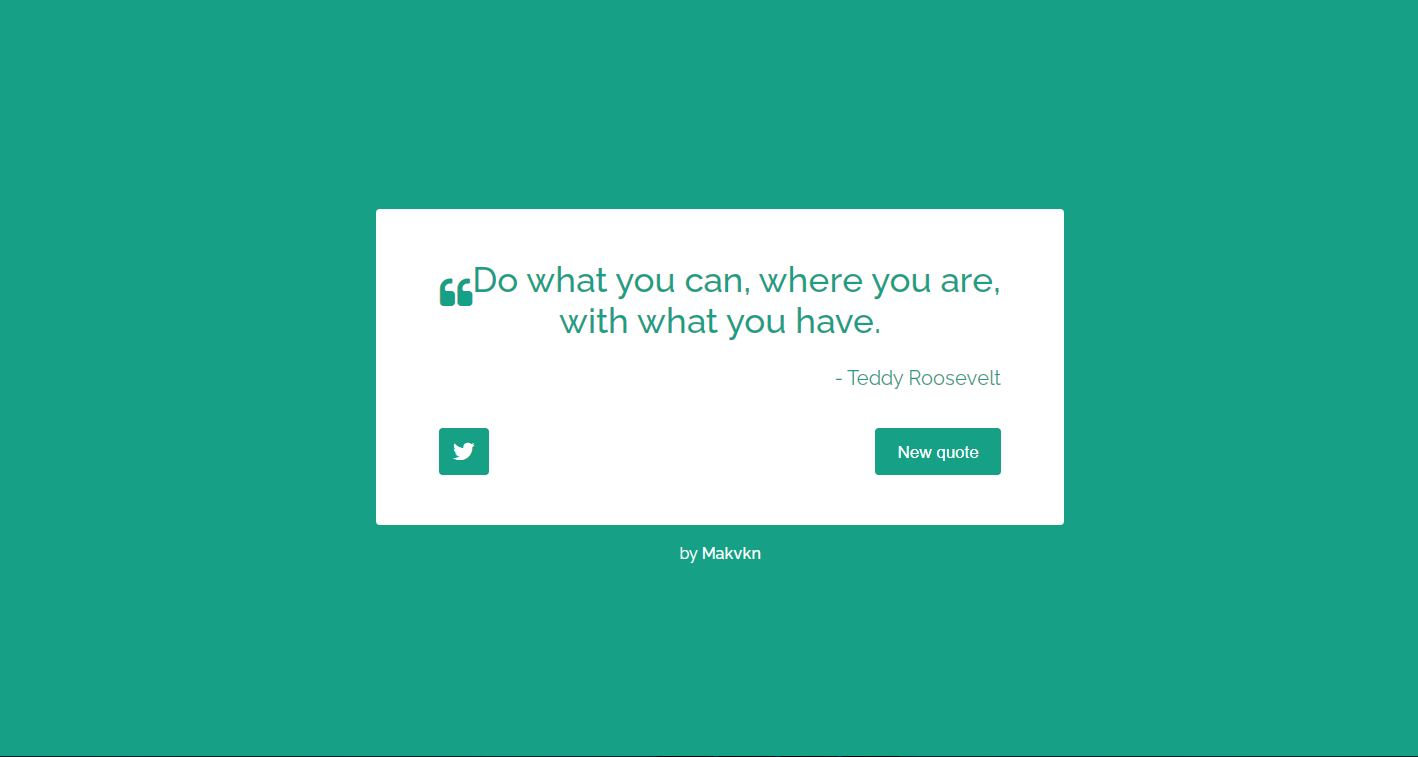 Do what you can, where you are,
with what you have.
- Teddy Roosevelt
New quote
by Makvkn